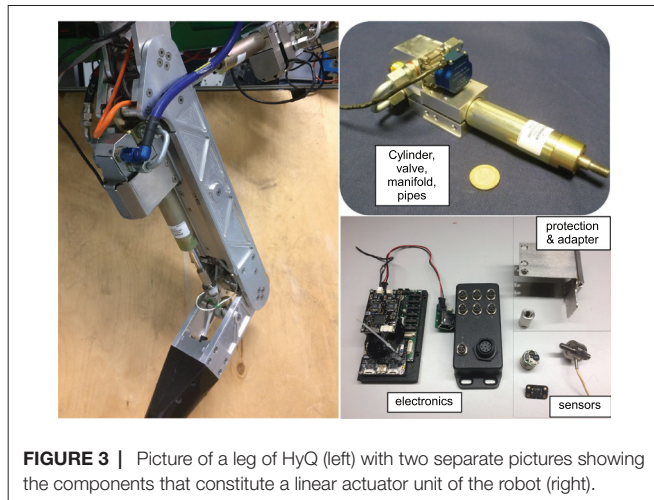 Cylinder,
valve,
manifold,
pipes
protection
& adapter
electronics
sensors
FIGURE 3 | Picture of a leg of HyQ (left) with two separate pictures showing
the components that constitute a linear actuator unit of the robot (right).